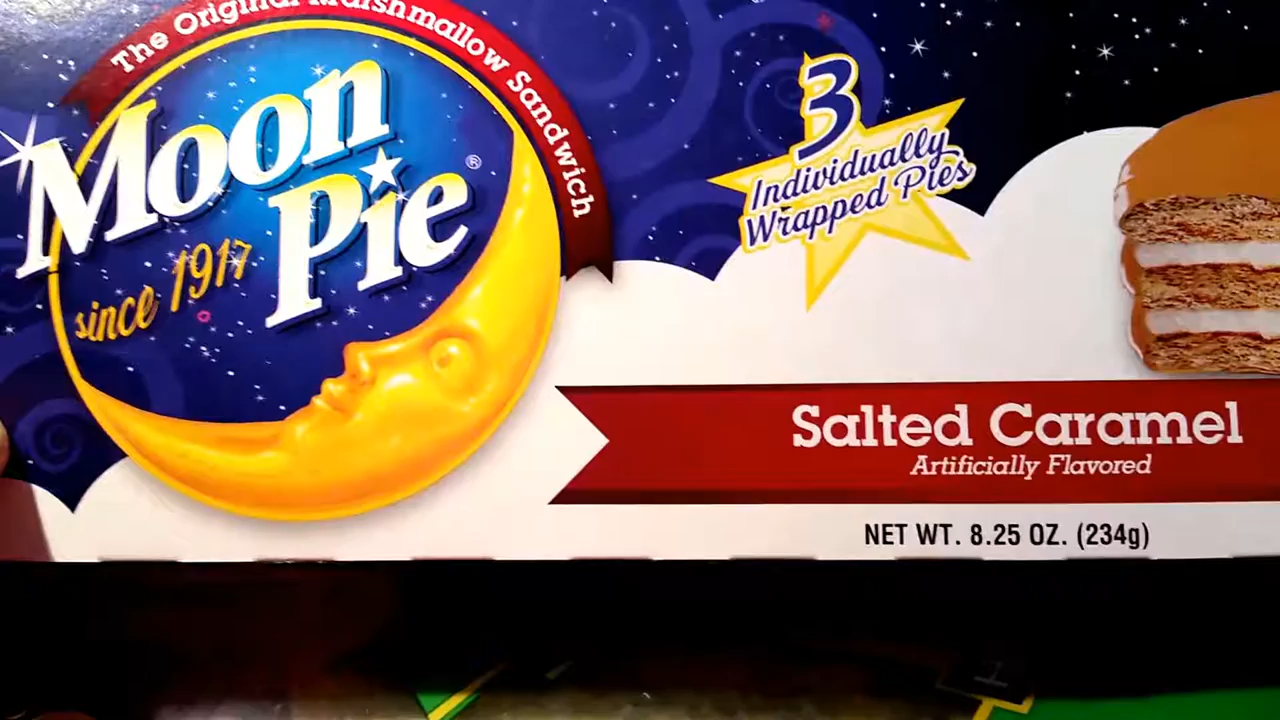 The Original Marshmallow Sandwich
Moon
Pie®
since 1917
3
Individually
Wrapped Pies
Salted Caramel
Artificially Flavored
NET WT. 8.25 OZ. (234g)